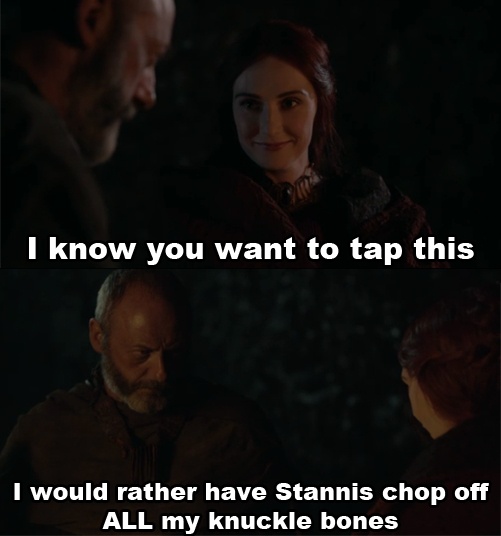 I know you want to tap this
I would rather have Stannis chop off
ALL my knuckle bones